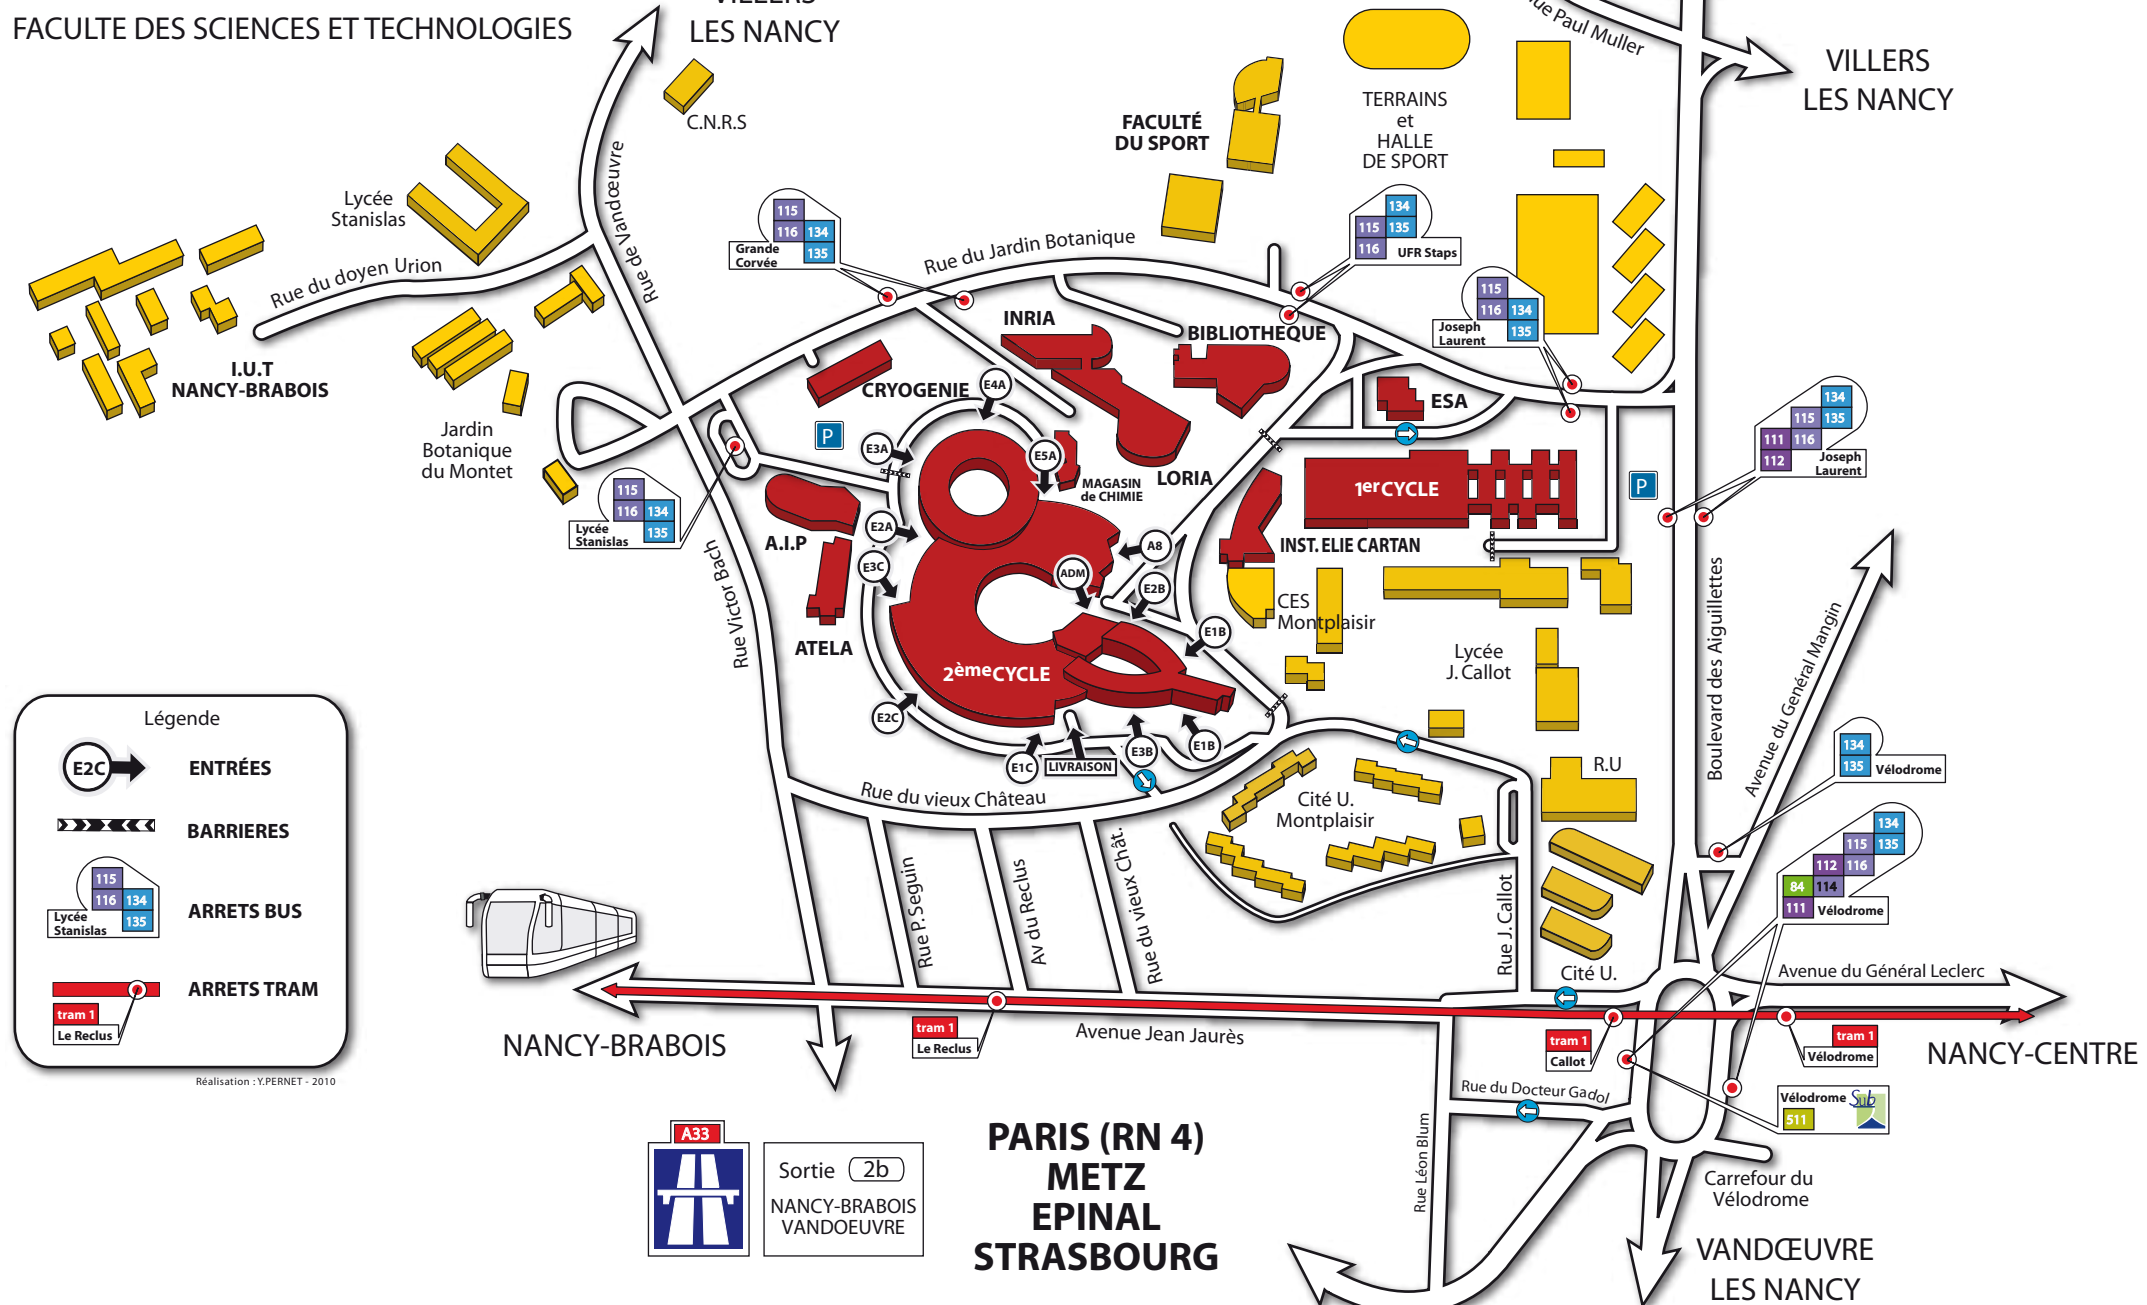 FACULTE DES SCIENCES ET TECHNOLOGIES
LES NANCY
C.N.R.S
Rue de Vandœuvre
Lycée
Stanislas
Rue du doyen Urion
I.U.T
NANCY-BRABOIS
Jardin
Botanique
du Montet
115
116 134
135
Grande
Corvée
Rue du Jardin Botanique
FACULTÉ
DU SPORT
TERRAINS
et
HALLE
DE SPORT
Rue Paul Muller
VILLERS
LES NANCY
134
115 135
116
UFR Staps
115
116 134
135
Joseph
Laurent
134
115 135
111 116
112
Joseph
Laurent
115
116 134
135
Lycée
Stanislas
INRIA
BIBLIOTHEQUE
CRYOGENIE
E4A
ESA
P
E3A
E5A
MAGASIN
de CHIMIE
LORIA
1er CYCLE
P
A.I.P
E2A
INST. ELIE CARTAN
A8
E3C
ADM
E2B
CES
Montplaisir
ATELA
E1B
Lycée
J. Callot
2ème CYCLE
E2C
E1C
LIVRAISON
E3B
E1B
Rue Victor Bach
Boulevard des Aiguillettes
Avenue du Général Mangin
Rue du vieux Château
Cité U.
Montplaisir
R.U
134
135
Vélodrome
134
115 135
112 116
84 114
111
Vélodrome
Rue P. Seguin
Av du Reclus
Rue du vieux Chât.
Rue J. Callot
Cité U.
Avenue du Général Leclerc
Légende
E2C
ENTRÉES
BARRIERES
115
116 134
135
Lycée
Stanislas
ARRETS BUS
ARRETS TRAM
tram 1
Le Reclus
Réalisation : Y.PERNET - 2010
NANCY-BRABOIS
tram 1
Le Reclus
Avenue Jean Jaurès
tram 1
Callot
tram 1
Vélodrome
NANCY-CENTRE
Rue du Docteur Gadol
Vélodrome
Sub
511
Rue Léon Blum
Carrefour du
Vélodrome
A33
Sortie 2b
NANCY-BRABOIS
VANDOEUVRE
PARIS (RN 4)
METZ
EPINAL
STRASBOURG
VANDŒUVRE
LES NANCY